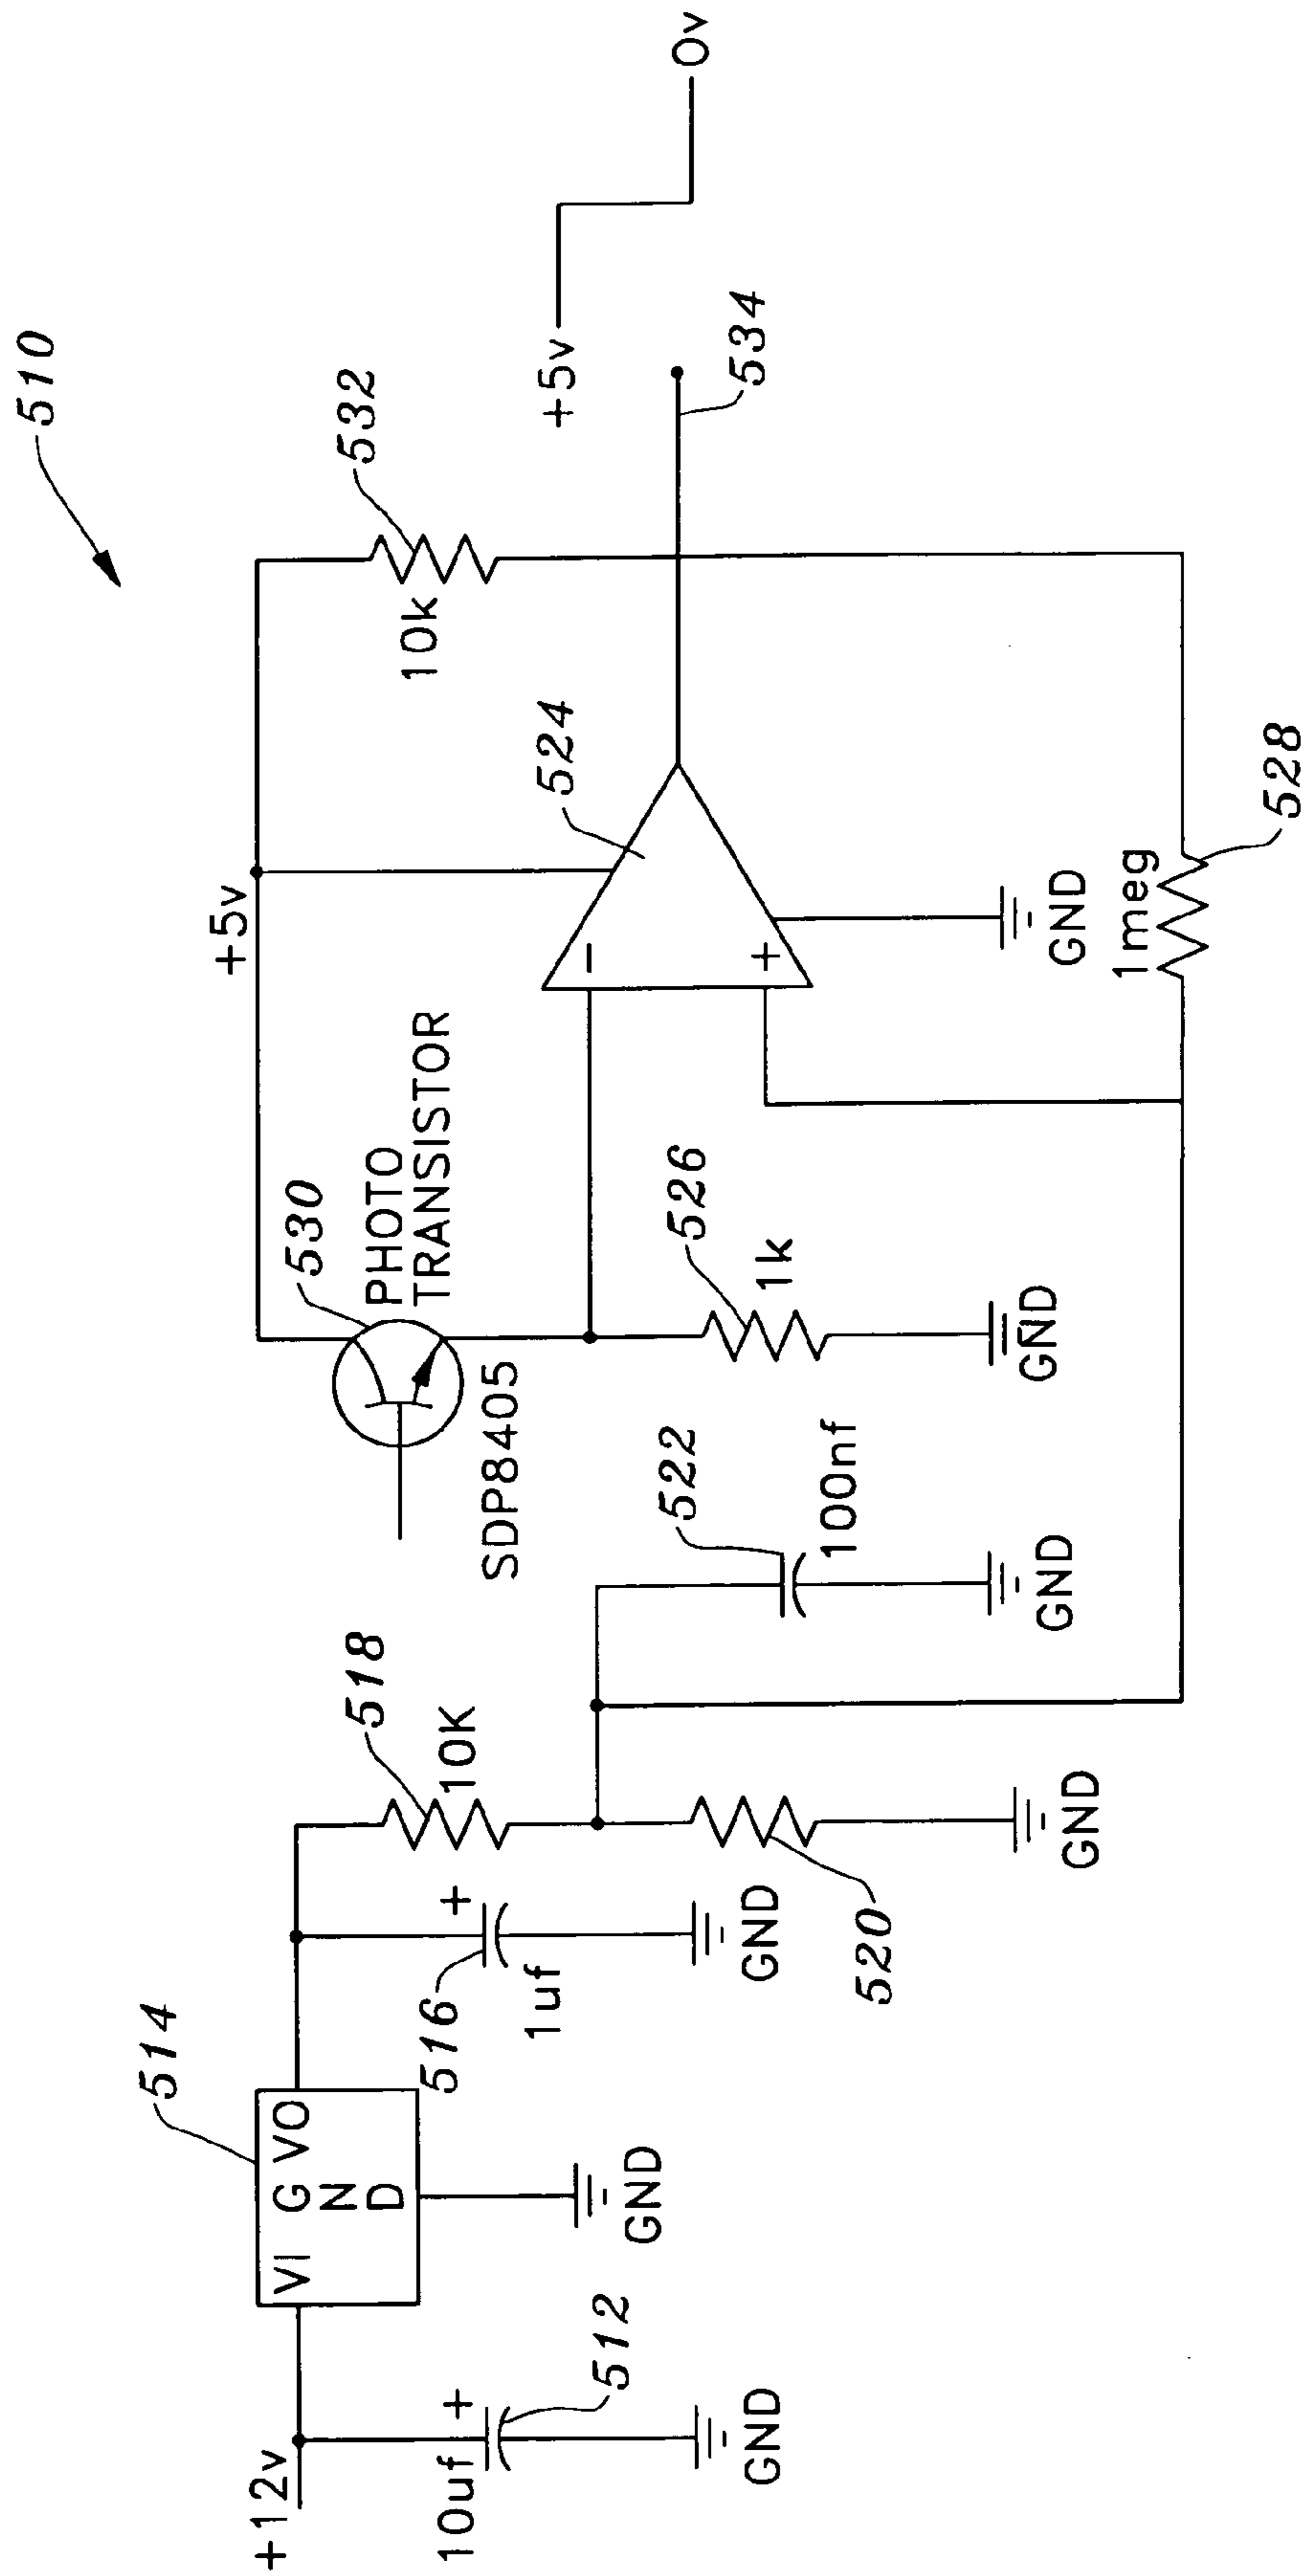 510
+12v
10uf
+
512
GND
514
VI
G
N
D
VO
GND
516
+
1uf
GND
518
10K
520
GND
522
100nf
GND
530
PHOTO
TRANSISTOR
SDP8405
526
1k
GND
+5v
524
−
+
GND
1meg
528
532
10k
534
+5v
0v